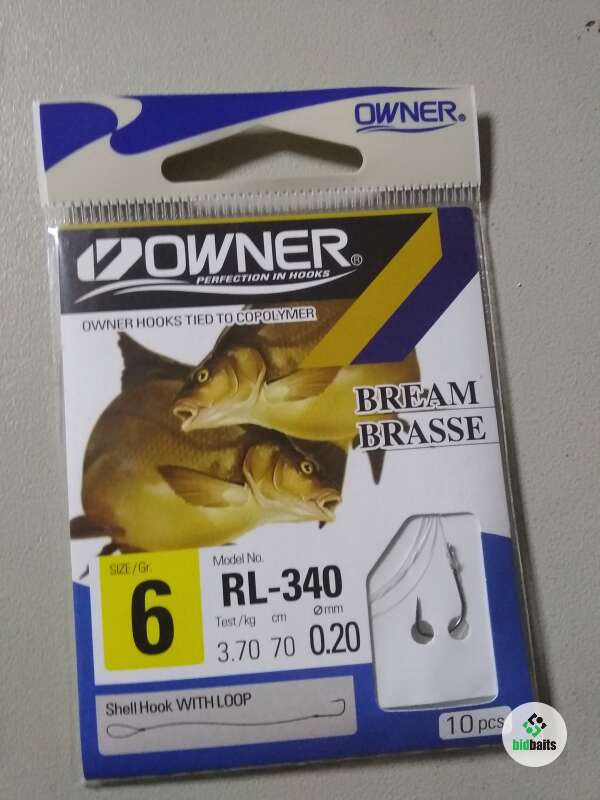 OWNER®
OWNER®
PERFECTION IN HOOKS
OWNER HOOKS TIED TO COPOLYMER
BREAM
BRASSE
SIZE/Gr.
6
Model No.
RL-340
Test/kg cm ømm
3.70 70 0.20
Shell Hook WITH LOOP
10 pcs
bidbaits